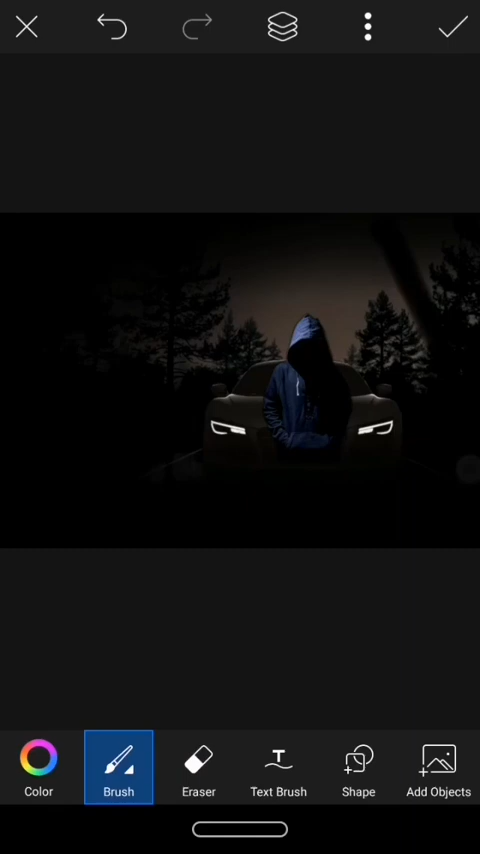 Color
Brush
Eraser
Text Brush
Shape
Add Objects